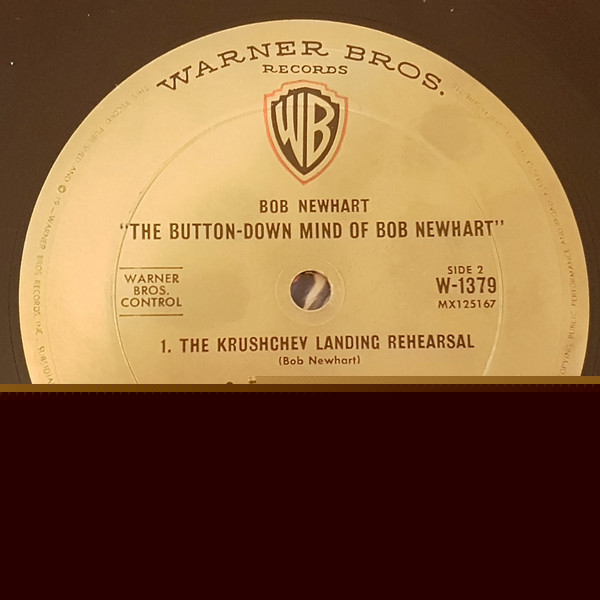 WARNER BROS.
RECORDS
WB
BOB NEWHART
"THE BUTTON-DOWN MIND OF BOB NEWHART"
WARNER
BROS.
CONTROL
SIDE 2
W-1379
MX125167
1. THE KRUSHCHEV LANDING REHEARSAL
(Bob Newhart)